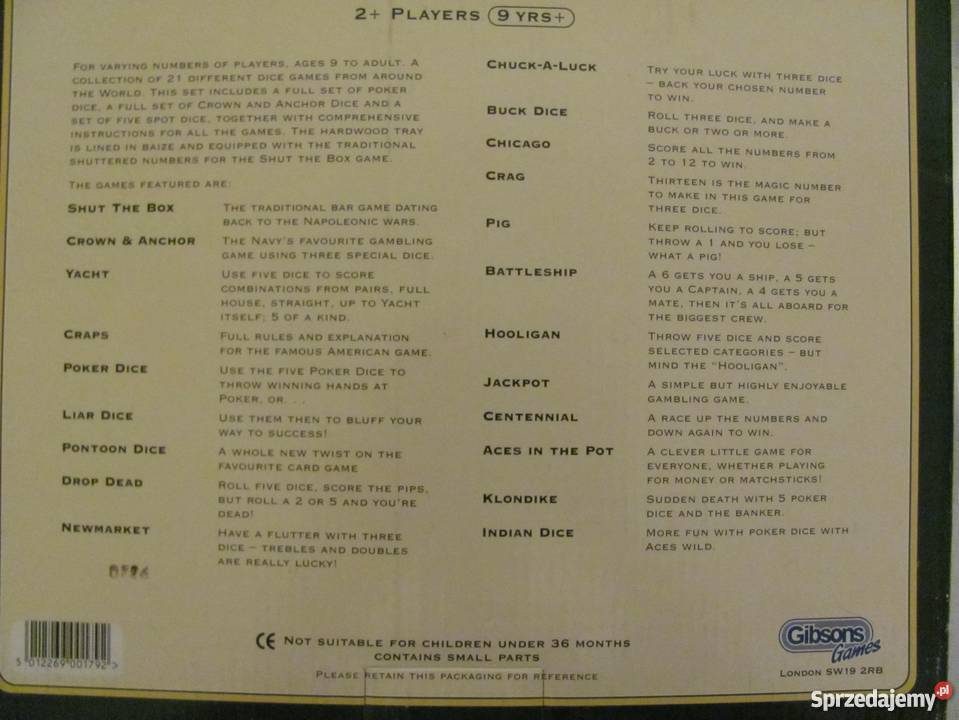 2+ PLAYERS 9 YRS+
FOR VARYING NUMBERS OF PLAYERS, AGES 9 TO ADULT. A
COLLECTION OF 21 DIFFERENT DICE GAMES FROM AROUND
THE WORLD. THIS SET INCLUDES A FULL SET OF POKER
DICE, A FULL SET OF CROWN AND ANCHOR DICE AND A
SET OF FIVE SPOT DICE, TOGETHER WITH COMPREHENSIVE
INSTRUCTIONS FOR ALL THE GAMES. THE HARDWOOD TRAY
IS LINED IN BAIZE AND EQUIPPED WITH THE TRADITIONAL
SHUTTERED NUMBERS FOR THE SHUT THE BOX GAME.
THE GAMES FEATURED ARE:
SHUT THE BOX THE TRADITIONAL BAR GAME DATING
BACK TO THE NAPOLEONIC WARS.
CROWN & ANCHOR THE NAVY'S FAVOURITE GAMBLING
GAME USING THREE SPECIAL DICE.
YACHT USE FIVE DICE TO SCORE
COMBINATIONS FROM PAIRS, FULL
HOUSE, STRAIGHT, UP TO YACHT
ITSELF; 5 OF A KIND.
CRAPS FULL RULES AND EXPLANATION
FOR THE FAMOUS AMERICAN GAME.
POKER DICE USE THE FIVE POKER DICE TO
THROW WINNING HANDS AT
POKER, OR. . .
LIAR DICE USE THEM THEN TO BLUFF YOUR
WAY TO SUCCESS!
PONTOON DICE A WHOLE NEW TWIST ON THE
FAVOURITE CARD GAME
DROP DEAD ROLL FIVE DICE, SCORE THE PIPS,
BUT ROLL A 2 OR 5 AND YOU'RE
DEAD!
NEWMARKET HAVE A FLUTTER WITH THREE
DICE – TREBLES AND DOUBLES
ARE REALLY LUCKY!
CHUCK-A-LUCK TRY YOUR LUCK WITH THREE DICE
– BACK YOUR CHOSEN NUMBER
TO WIN.
BUCK DICE ROLL THREE DICE, AND MAKE A
BUCK OR TWO OR MORE.
CHICAGO SCORE ALL THE NUMBERS FROM
2 TO 12 TO WIN.
CRAG THIRTEEN IS THE MAGIC NUMBER
TO MAKE IN THIS GAME FOR
THREE DICE.
PIG KEEP ROLLING TO SCORE; BUT
THROW A 1 AND YOU LOSE –
WHAT A PIG!
BATTLESHIP A 6 GETS YOU A SHIP, A 5 GETS
YOU A CAPTAIN, A 4 GETS YOU A
MATE, THEN IT'S ALL ABOARD FOR
THE BIGGEST CREW.
HOOLIGAN THROW FIVE DICE AND SCORE
SELECTED CATEGORIES – BUT
MIND THE "HOOLIGAN".
JACKPOT A SIMPLE BUT HIGHLY ENJOYABLE
GAMBLING GAME.
CENTENNIAL A RACE UP THE NUMBERS AND
DOWN AGAIN TO WIN.
ACES IN THE POT A CLEVER LITTLE GAME FOR
EVERYONE, WHETHER PLAYING
FOR MONEY OR MATCHSTICKS!
KLONDIKE SUDDEN DEATH WITH 5 POKER
DICE AND THE BANKER.
INDIAN DICE MORE FUN WITH POKER DICE WITH
ACES WILD.
5 012269 001792 >
CE NOT SUITABLE FOR CHILDREN UNDER 36 MONTHS
CONTAINS SMALL PARTS
PLEASE RETAIN THIS PACKAGING FOR REFERENCE
Gibsons
Games
LONDON SW19 2RB
Sprzedajemy.pl